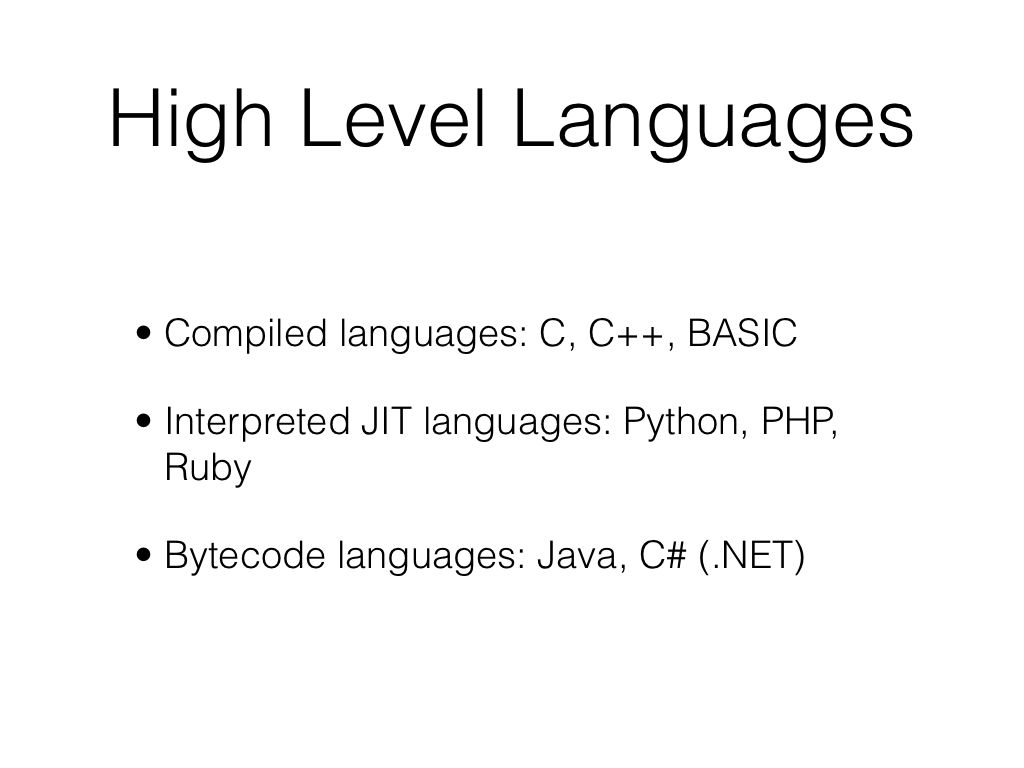 High Level Languages
• Compiled languages: C, C++, BASIC
• Interpreted JIT languages: Python, PHP,
Ruby
• Bytecode languages: Java, C# (.NET)